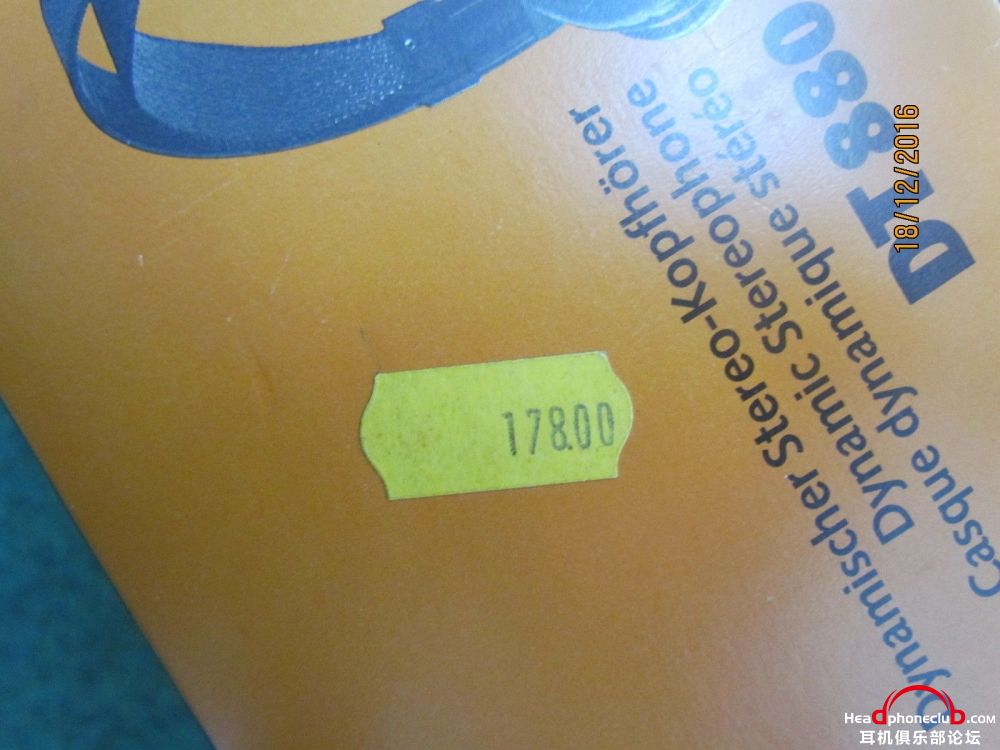 DT 880
Dynamischer Stereo-Kopfhörer
Dynamic Stereophone
Casque dynamique stéréo
178.00
18/12/2016
Headphoneclub.com
耳机俱乐部论坛